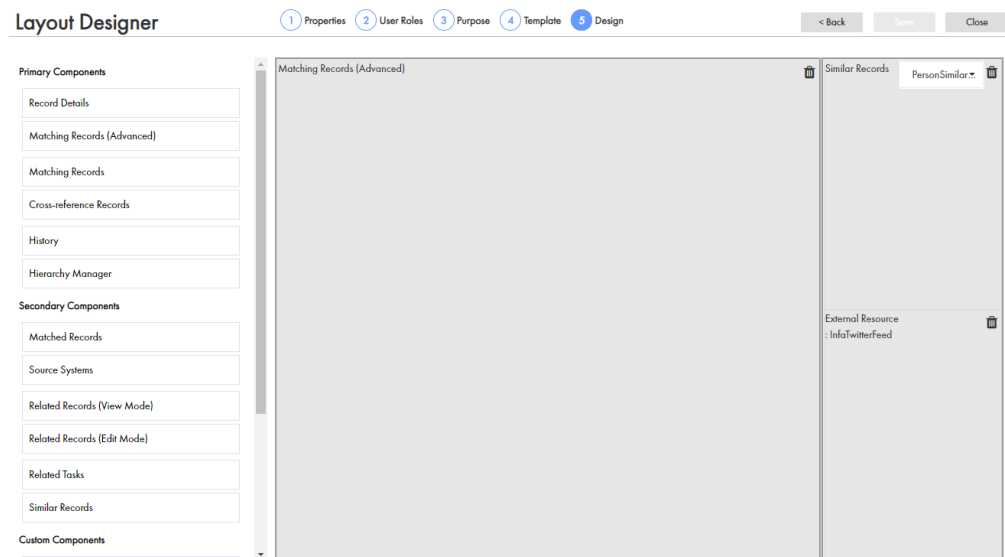 Layout Designer
1 Properties 2 User Roles 3 Purpose 4 Template 5 Design
< Back Save Close
Primary Components
Record Details
Matching Records (Advanced)
Matching Records
Cross-reference Records
History
Hierarchy Manager
Secondary Components
Matched Records
Source Systems
Related Records (View Mode)
Related Records (Edit Mode)
Related Tasks
Similar Records
Custom Components
Matching Records (Advanced)
Similar Records
PersonSimilar...
External Resource
: InfaTwitterFeed